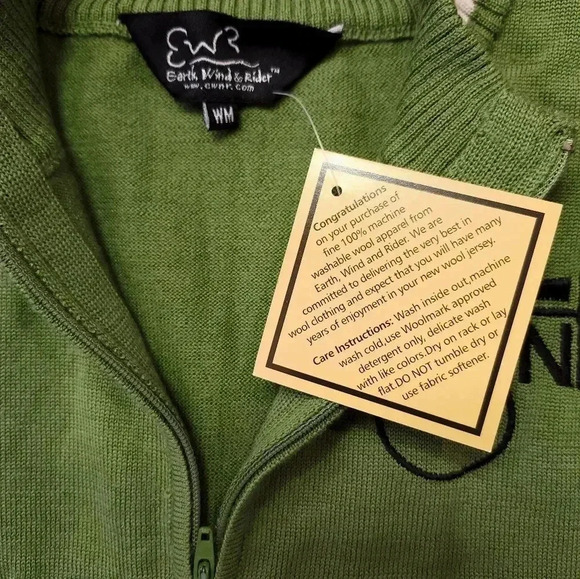 EWR
Earth, Wind & Rider™
www.ewnr.com
WM
Congratulations
on your purchase of
fine 100% machine
washable wool apparel from
Earth, Wind and Rider. We are
committed to delivering the very best in
wool clothing and expect that you will have many
years of enjoyment in your new wool jersey.
Care Instructions: Wash inside out,machine
wash cold,use Woolmark approved
detergent only, delicate wash
with like colors.Dry on rack or lay
flat.DO NOT tumble dry or
use fabric softener.